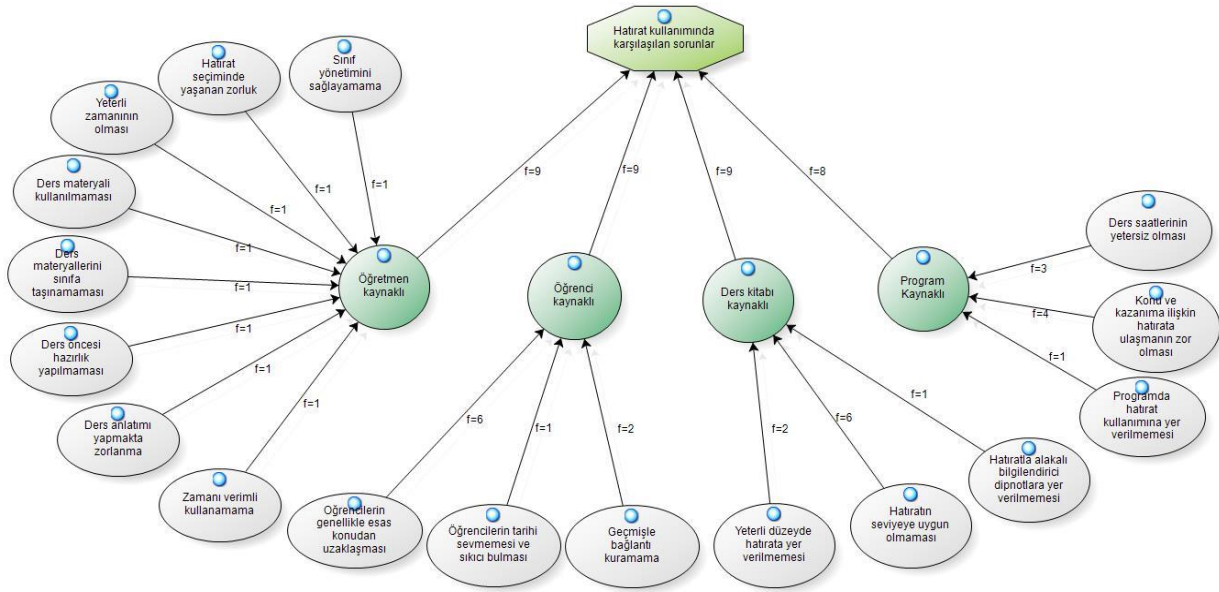 Hatırat kullanımında
karşılaşılan sorunlar
Sınıf
yönetimini
sağlayamama
Hatırat
seçiminde
yaşanan zorluk
Yeterli
zamanının
olması
Ders materyali
kullanılmaması
Ders
materyallerini
sınıfa
taşınamaması
Ders öncesi
hazırlık
yapılmaması
Ders anlatımı
yapmakta
zorlanma
Zamanı verimli
kullanamama
f=1
f=1
f=1
f=1
f=1
f=1
f=1
f=1
Öğretmen
kaynaklı
f=9
Öğrenci
kaynaklı
f=9
Ders kitabı
kaynaklı
f=9
Program
Kaynaklı
f=8
Öğrencilerin
genellikle esas
konudan
uzaklaşması
f=6
Öğrencilerin tarihi
sevmemesi ve
sıkıcı bulması
f=1
Geçmişle
bağlantı
kuramama
f=2
Yeterli düzeyde
hatırata yer
verilmemesi
f=2
Hatıratın
seviyeye uygun
olmaması
f=6
Hatıratla alakalı
bilgilendirici
dipnotlara yer
verilmemesi
f=1
Ders saatlerinin
yetersiz olması
f=3
Konu ve
kazanıma ilişkin
hatırata
ulaşmanın zor
olması
f=4
Programda
hatırat
kullanımına yer
verilmemesi
f=1